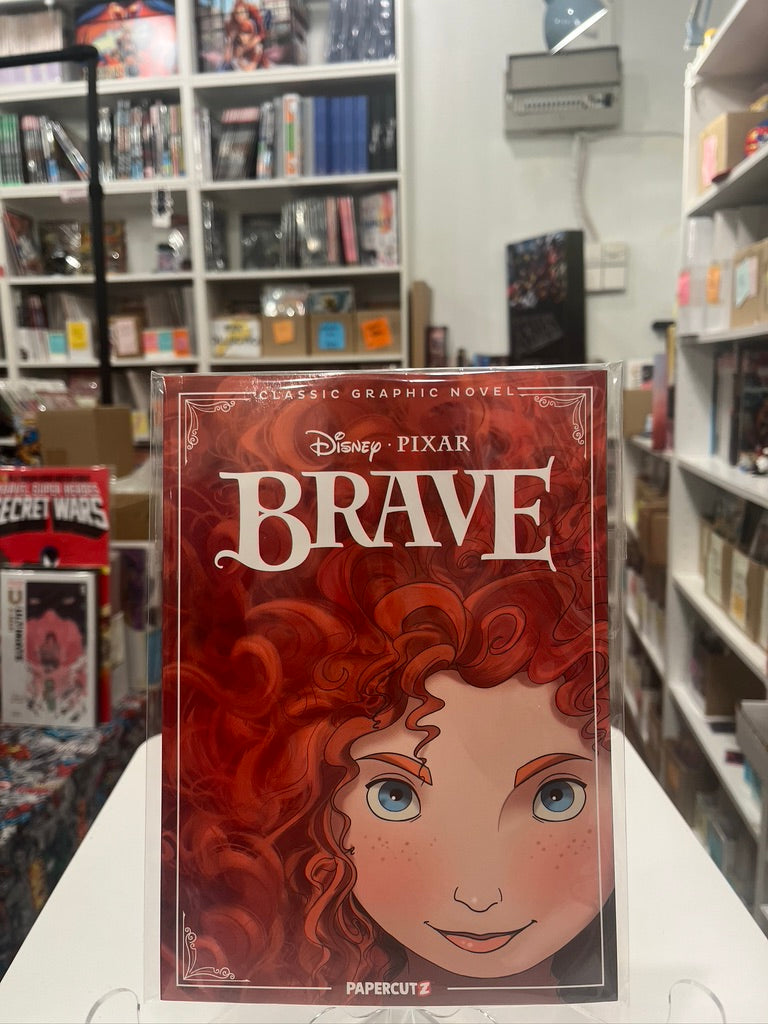 CLASSIC GRAPHIC NOVEL
Disney · PIXAR
BRAVE
PAPERCUTZ
SECRET WARS